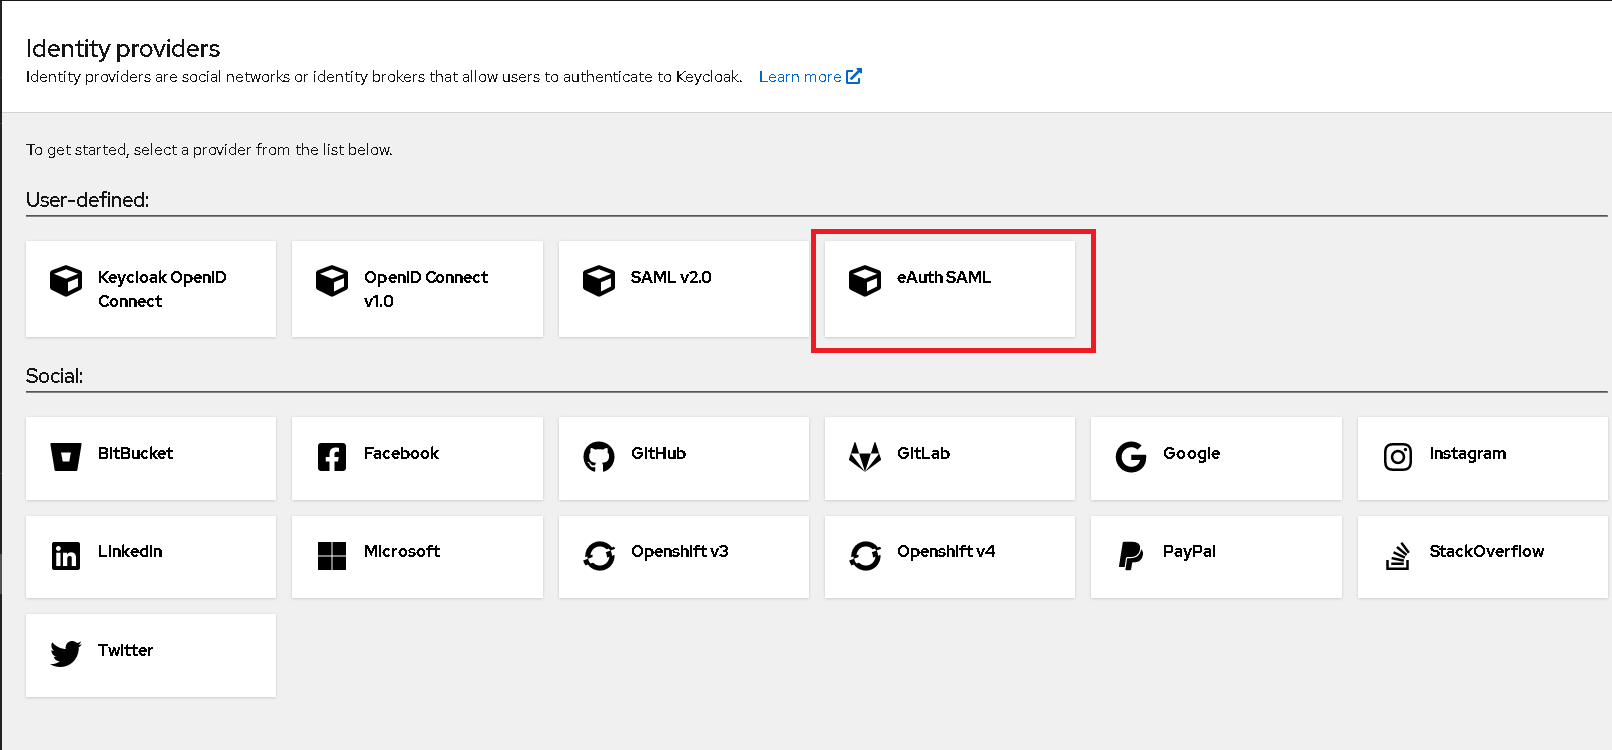 Identity providers
Identity providers are social networks or identity brokers that allow users to authenticate to Keycloak. Learn more
To get started, select a provider from the list below.
User-defined:
Keycloak OpenID
Connect
OpenID Connect
v1.0
SAML v2.0
eAuth SAML
Social:
BitBucket
Facebook
GitHub
GitLab
Google
Instagram
LinkedIn
Microsoft
Openshift v3
Openshift v4
PayPal
StackOverflow
Twitter